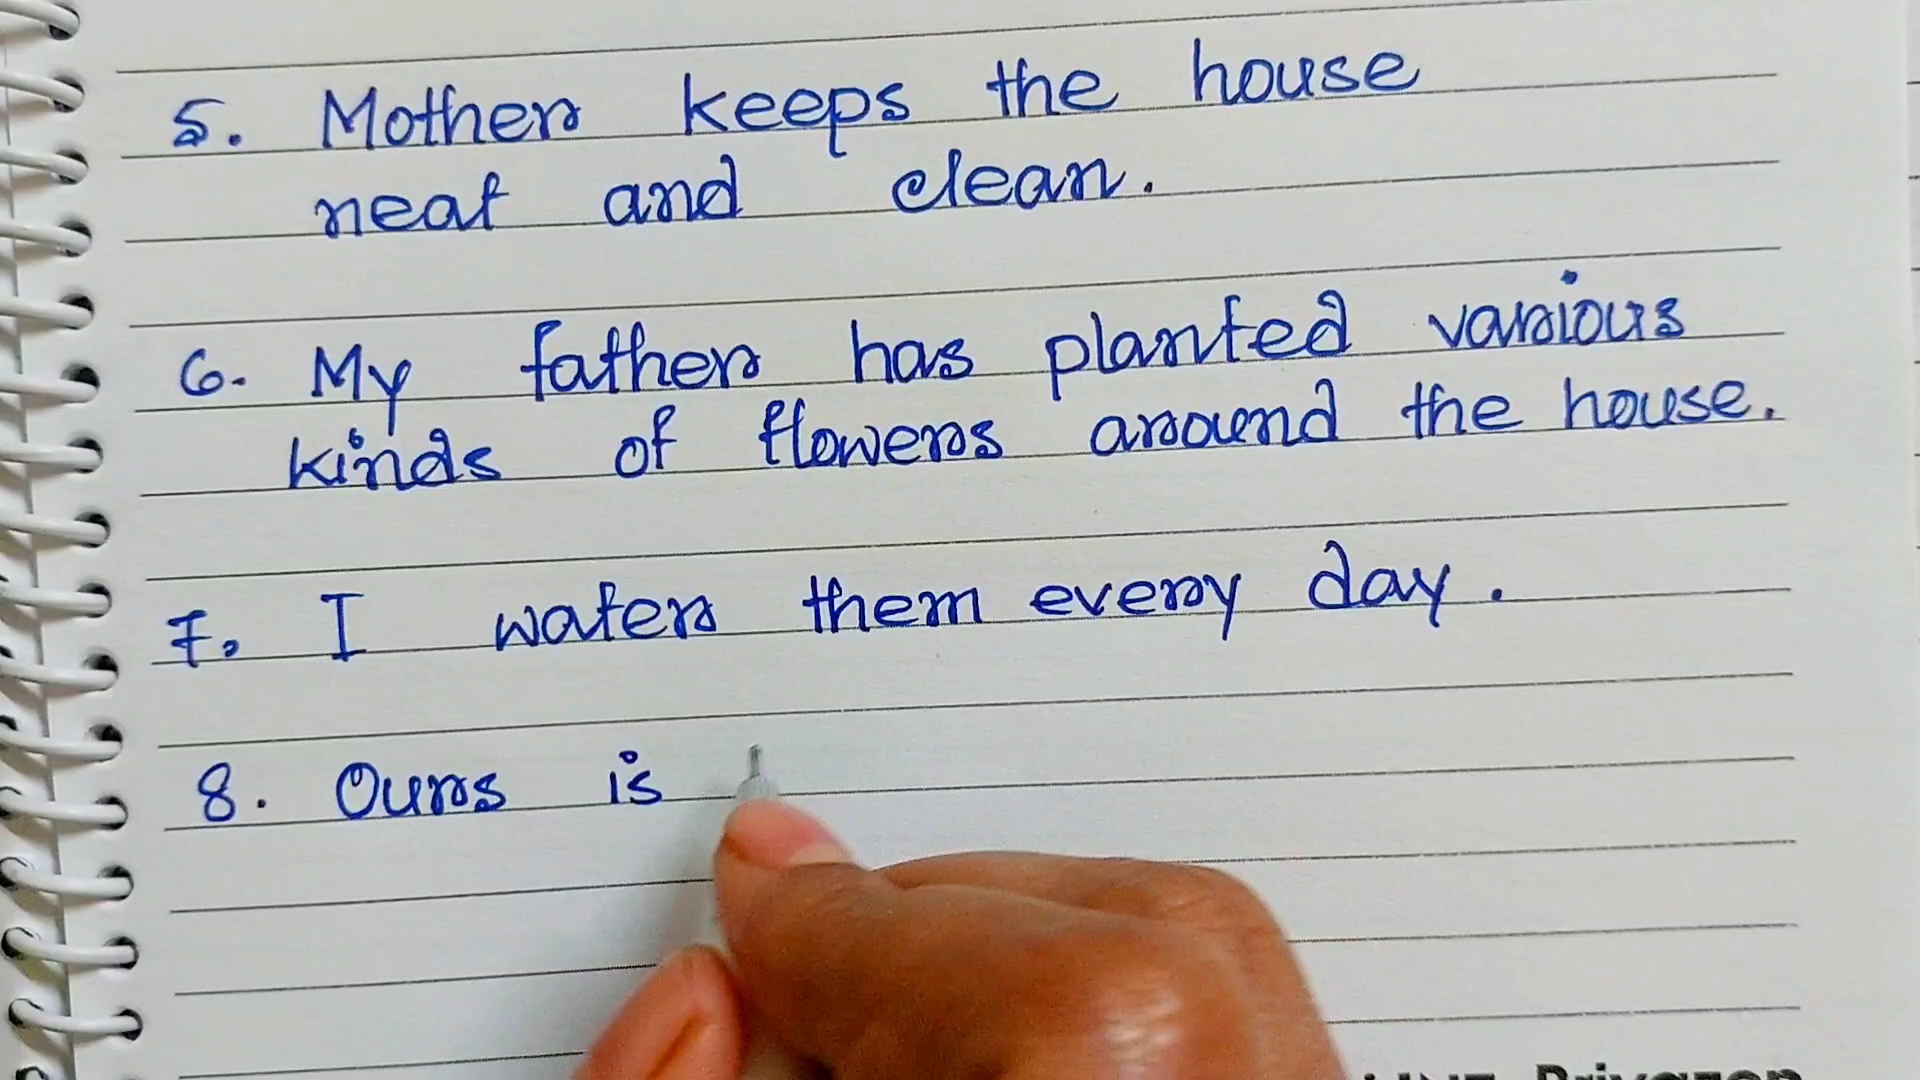 5. Mother keeps the house
neat and clean.
6. My father has planted various
kinds of flowers around the house.
7. I water them every day.
8. Ours is